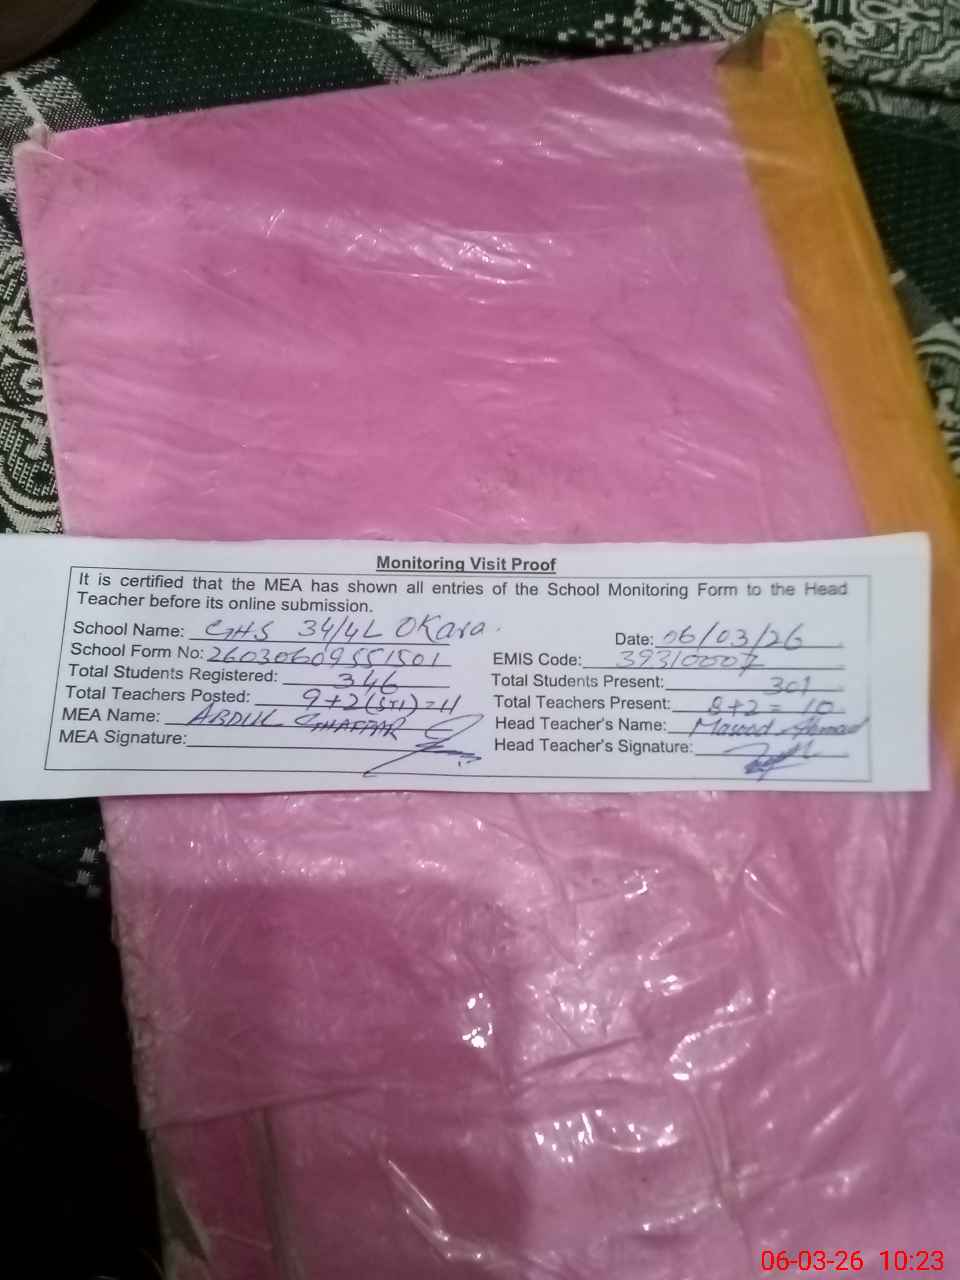 Monitoring Visit Proof
It is certified that the MEA has shown all entries of the School Monitoring Form to the Head
Teacher before its online submission.
School Name: GHS 34/4L OKara.
Date: 06/03/26
School Form No: 26030609551501
EMIS Code: 39310007
Total Students Registered: 346
Total Students Present: 301
Total Teachers Posted: 9+2(1+1)=11
Total Teachers Present: 8+2= 10
MEA Name: ABDUL GHAFFAR
Head Teacher's Name: Masood Ahmad
MEA Signature:
Head Teacher's Signature:
06-03-26 10:23